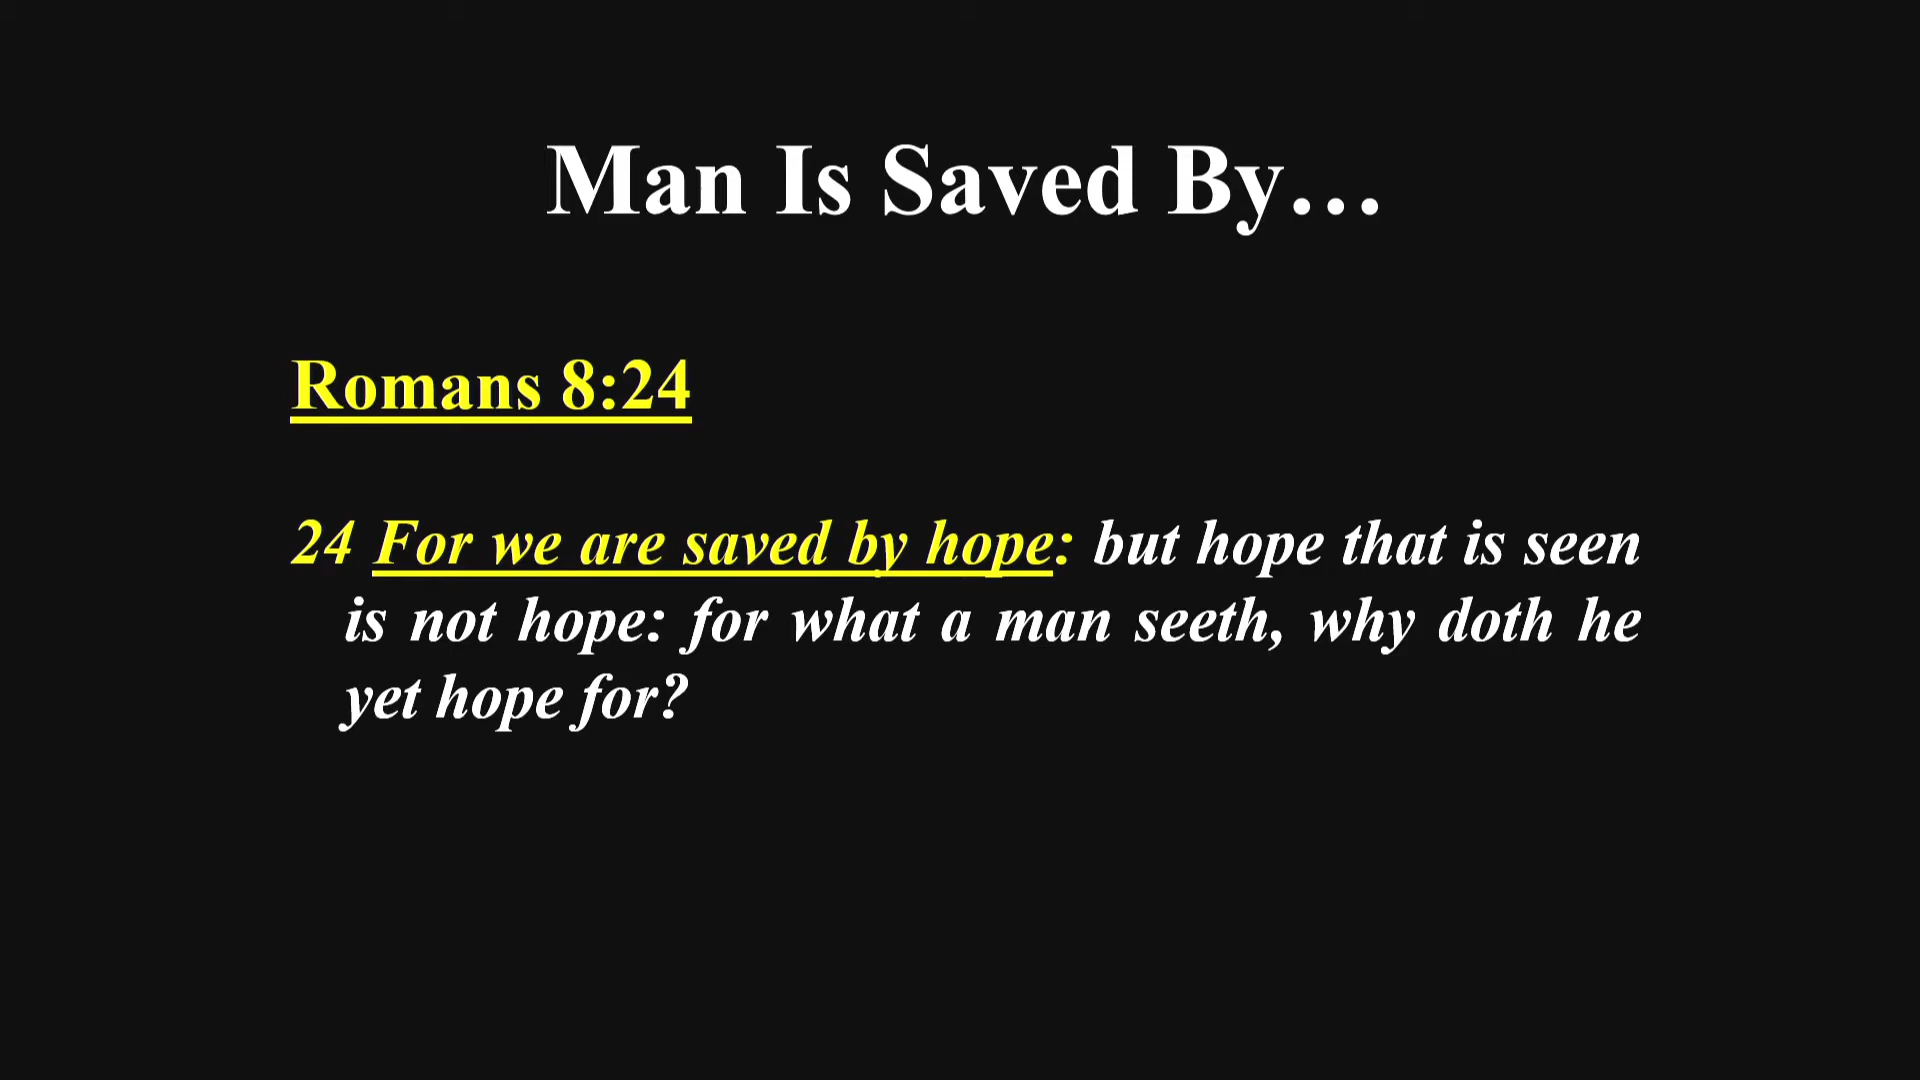 Man Is Saved By…
Romans 8:24
24 For we are saved by hope: but hope that is seen
is not hope: for what a man seeth, why doth he
yet hope for?